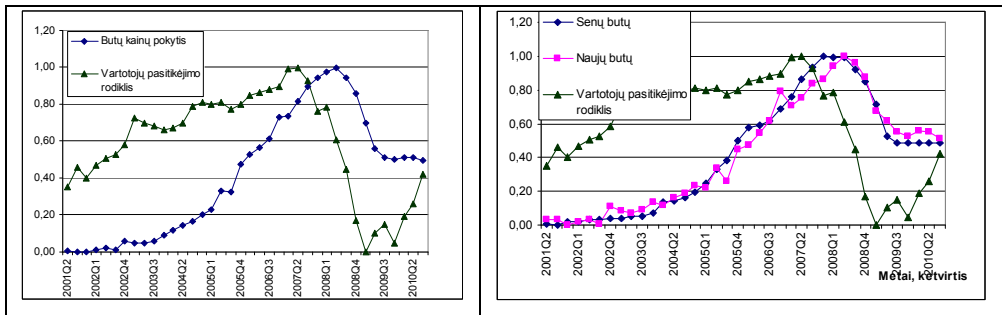 1,20
1,00
0,80
0,60
0,40
0,20
0,00
Butų kainų pokytis
Vartotojų pasitikėjimo
rodiklis
2001Q2
2002Q1
2002Q4
2003Q3
2004Q2
2005Q1
2005Q4
2006Q3
2007Q2
2008Q1
2008Q4
2009Q3
2010Q2
1,20
1,00
0,80
0,60
0,40
0,20
0,00
Senų butų
Naujų butų
Vartotojų pasitikėjimo
rodiklis
2001Q2
2002Q1
2002Q4
2003Q3
2004Q2
2005Q1
2005Q4
2006Q3
2007Q2
2008Q1
2008Q4
2009Q3
2010Q2
Metai, ketvirtis